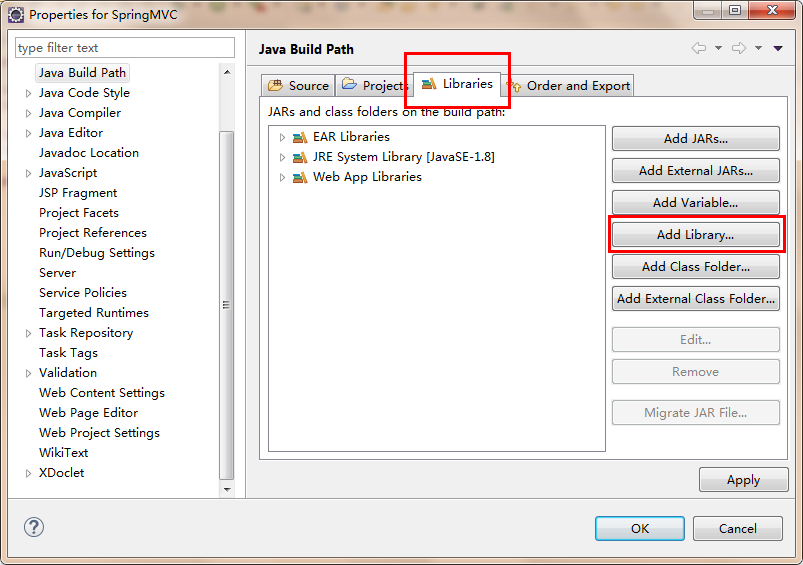 Properties for SpringMVC
type filter text
Java Build Path
Java Code Style
Java Compiler
Java Editor
Javadoc Location
JavaScript
JSP Fragment
Project Facets
Project References
Run/Debug Settings
Server
Service Policies
Targeted Runtimes
Task Repository
Task Tags
Validation
Web Content Settings
Web Page Editor
Web Project Settings
WikiText
XDoclet
Java Build Path
Source
Projects
Libraries
Order and Export
JARs and class folders on the build path:
EAR Libraries
JRE System Library [JavaSE-1.8]
Web App Libraries
Add JARs...
Add External JARs...
Add Variable...
Add Library...
Add Class Folder...
Add External Class Folder...
Edit...
Remove
Migrate JAR File...
Apply
?
OK
Cancel